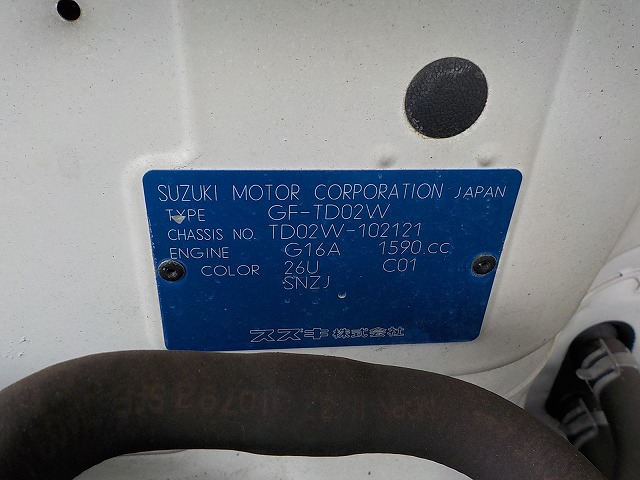 SUZUKI MOTOR CORPORATION JAPAN
TYPE GF-TD02W
CHASSIS NO. TD02W-102121
ENGINE G16A 1590.CC
COLOR 26U C01
SNZJ
スズキ株式会社